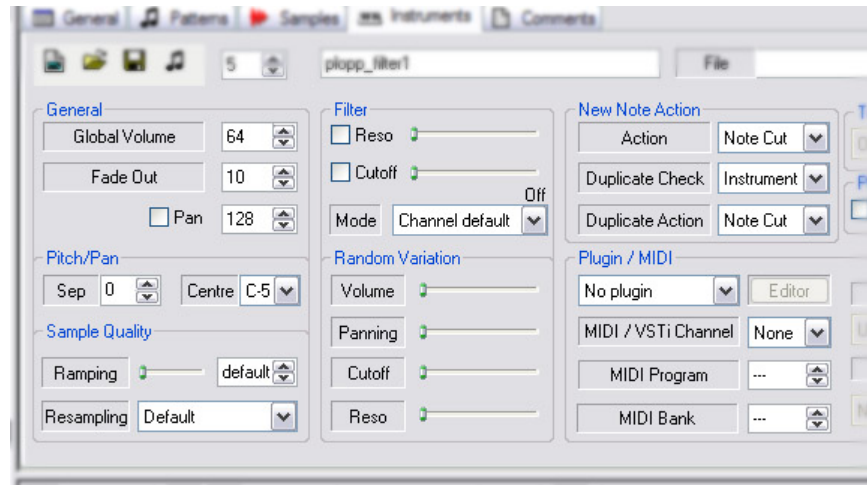 General Patterns Samples Instruments Comments
5 plopp_filter1 File
General
Global Volume 64
Fade Out 10
Pan 128
Pitch/Pan
Sep 0 Centre C-5
Sample Quality
Ramping default
Resampling Default
Filter
Reso
Cutoff
Off
Mode Channel default
Random Variation
Volume
Panning
Cutoff
Reso
New Note Action
Action Note Cut
Duplicate Check Instrument
Duplicate Action Note Cut
Plugin / MIDI
No plugin Editor
MIDI / VSTi Channel None
MIDI Program ---
MIDI Bank ---